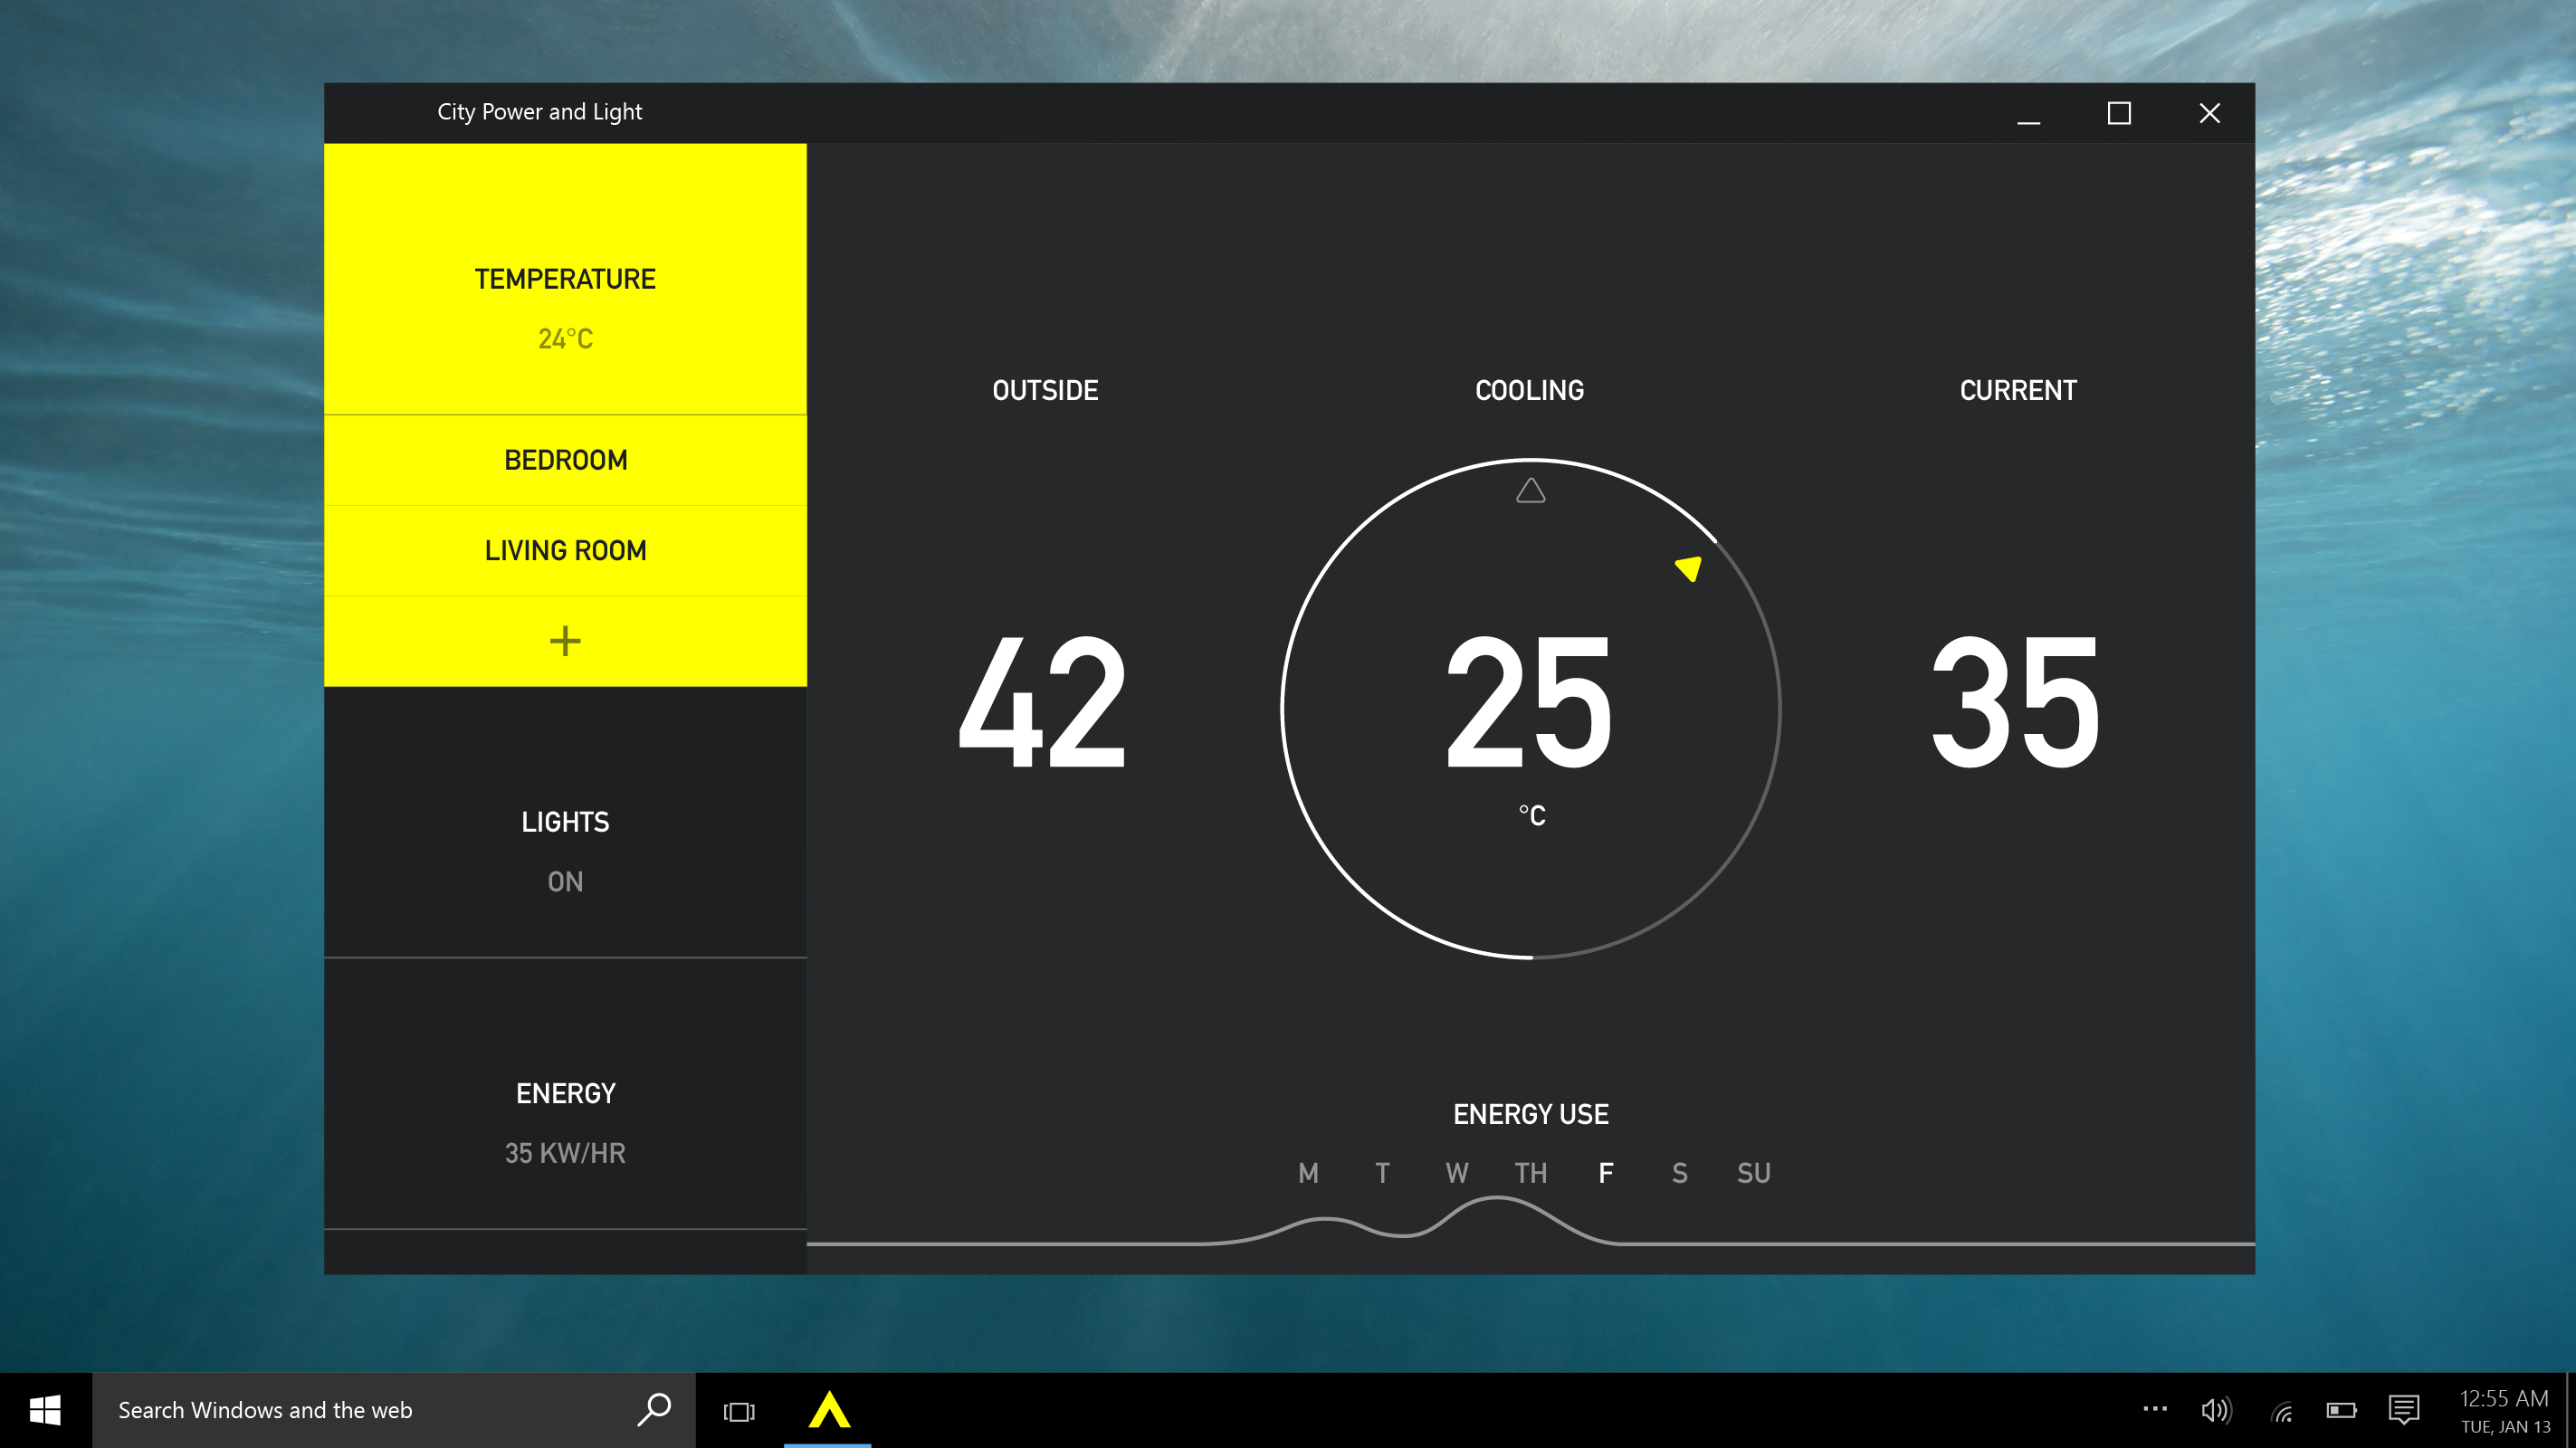 City Power and Light
TEMPERATURE
24°C
BEDROOM
LIVING ROOM
+
LIGHTS
ON
ENERGY
35 KW/HR
OUTSIDE
42
COOLING
25
°C
CURRENT
35
ENERGY USE
M T W TH F S SU
Search Windows and the web
12:55 AM
TUE, JAN 13